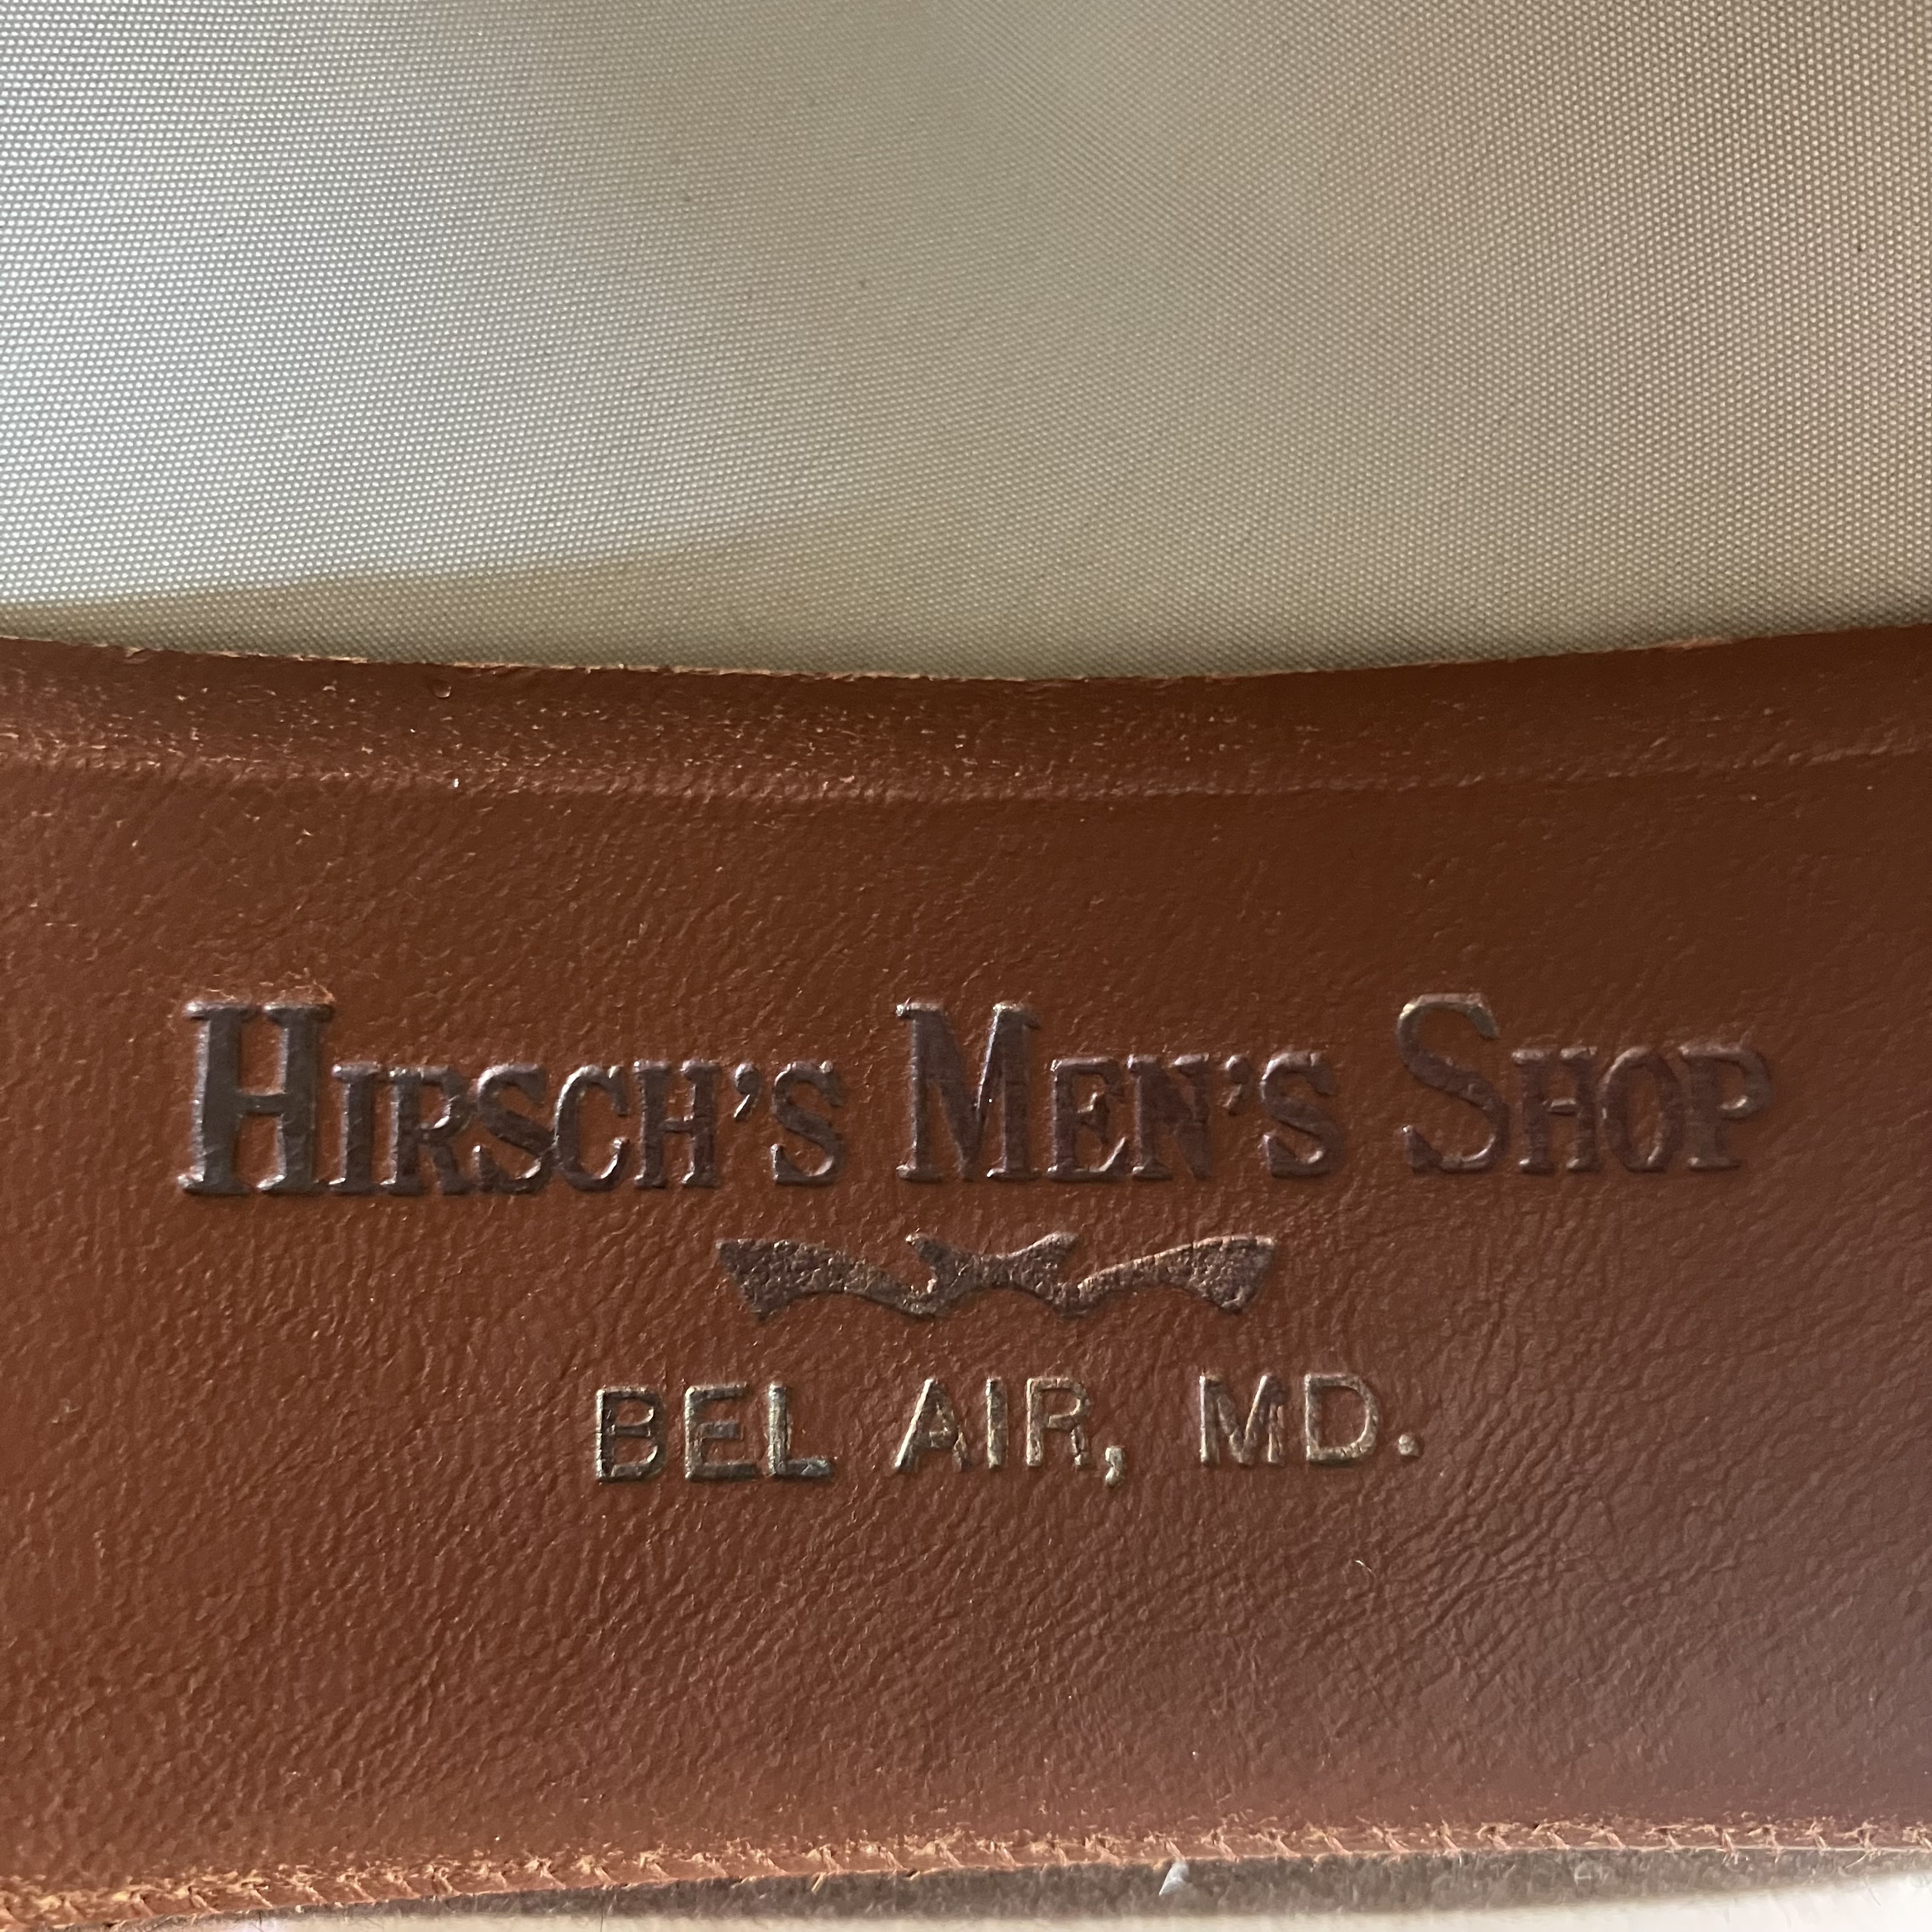 Hirsch's Men's Shop
BEL AIR, MD.